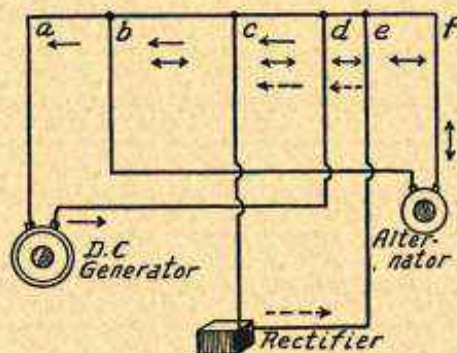 a b c d e f
D.C Alter-
Generator nator
Rectifier